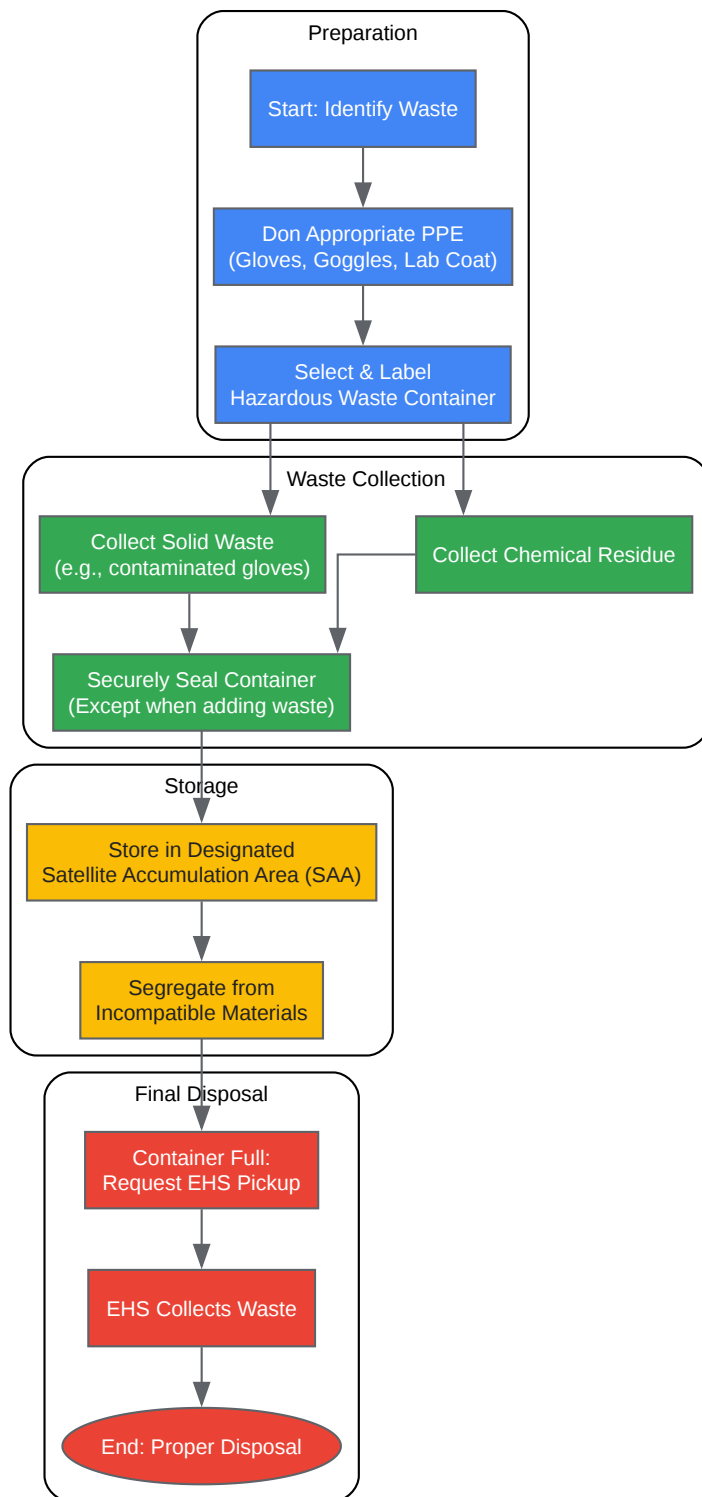 Preparation
Start: Identify Waste
Don Appropriate PPE
(Gloves, Goggles, Lab Coat)
Select & Label
Hazardous Waste Container
Waste Collection
Collect Solid Waste
(e.g., contaminated gloves)
Collect Chemical Residue
Securely Seal Container
(Except when adding waste)
Storage
Store in Designated
Satellite Accumulation Area (SAA)
Segregate from
Incompatible Materials
Final Disposal
Container Full:
Request EHS Pickup
EHS Collects Waste
End: Proper Disposal